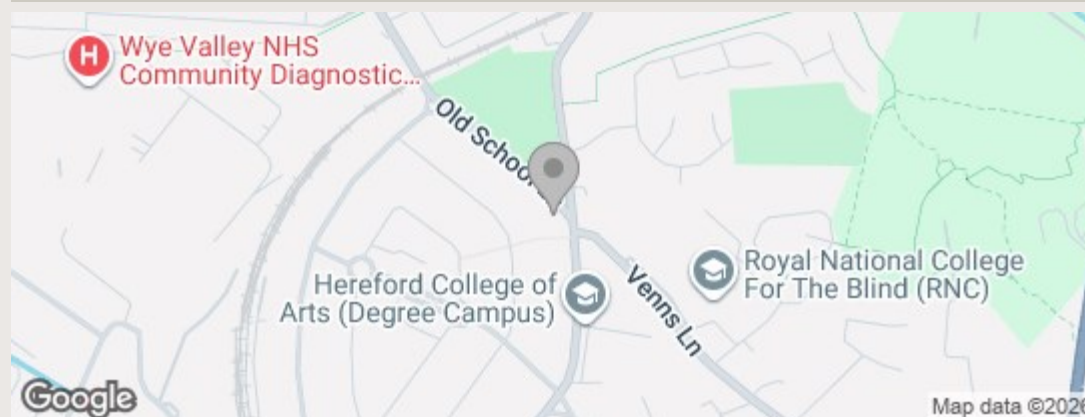 Wye Valley NHS
Community Diagnostic...
H
Old School
Hereford College of
Arts (Degree Campus)
Venns Ln
Royal National College
For The Blind (RNC)
Google
Map data ©2026